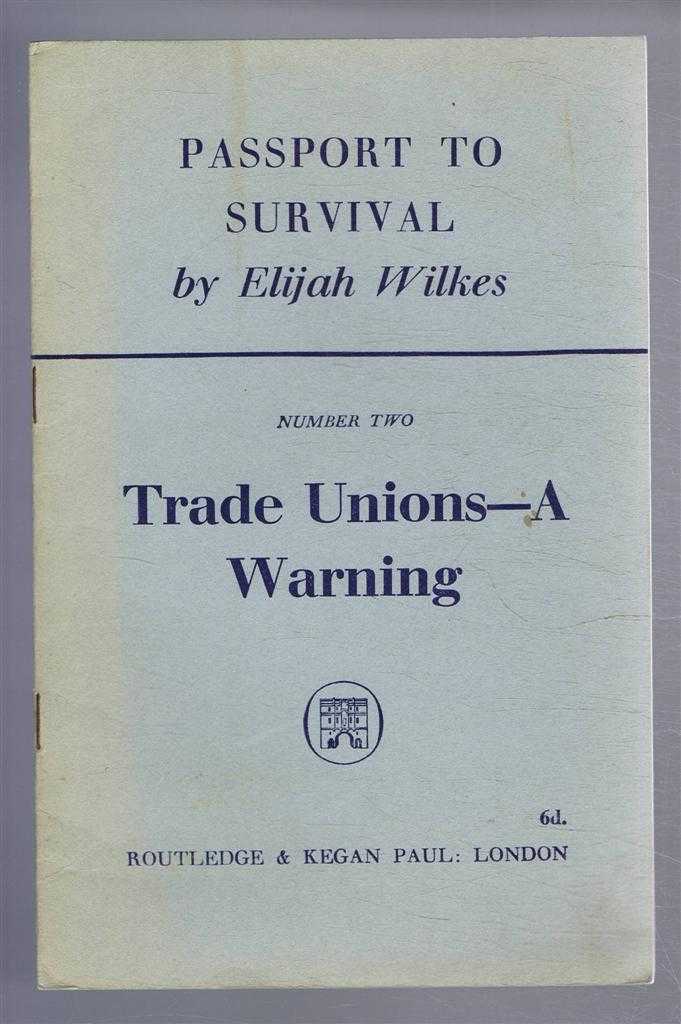 PASSPORT TO
SURVIVAL
by Elijah Wilkes
NUMBER TWO
Trade Unions—A
Warning
6d.
ROUTLEDGE & KEGAN PAUL: LONDON